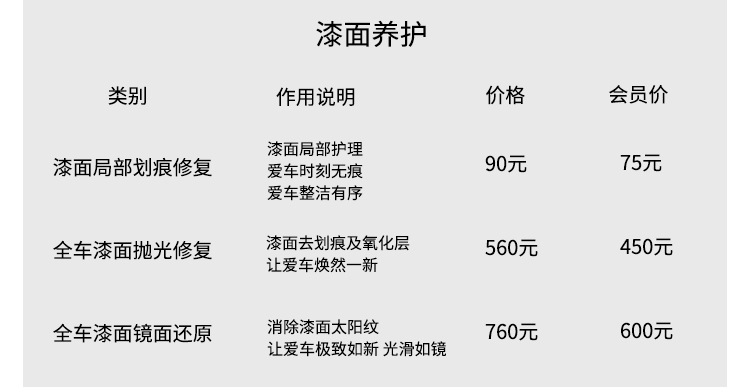 漆面养护
类别 作用说明 价格 会员价
漆面局部划痕修复 漆面局部护理 90元 75元
爱车时刻无痕
爱车整洁有序
全车漆面抛光修复 漆面去划痕及氧化层 560元 450元
让爱车焕然一新
全车漆面镜面还原 消除漆面太阳纹 760元 600元
让爱车极致如新 光滑如镜